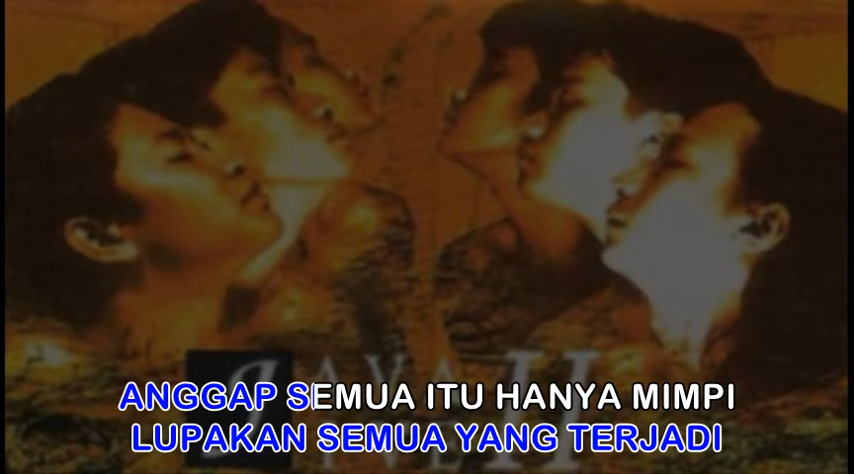 ANGGAP SEMUA ITU HANYA MIMPI
LUPAKAN SEMUA YANG TERJADI